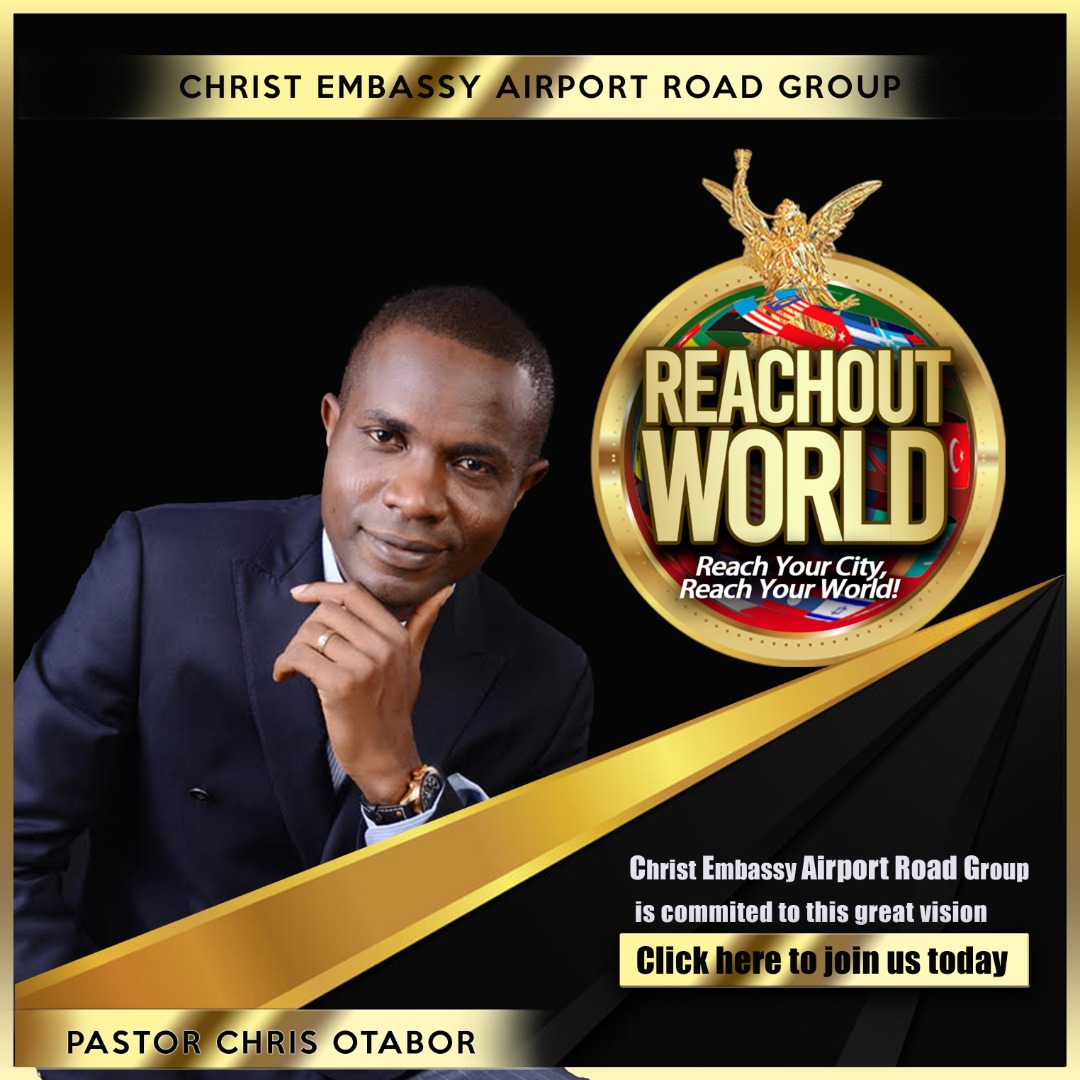 CHRIST EMBASSY AIRPORT ROAD GROUP
REACHOUT
WORLD
Reach Your City,
Reach Your World!
Christ Embassy Airport Road Group
is commited to this great vision
Click here to join us today
PASTOR CHRIS OTABOR